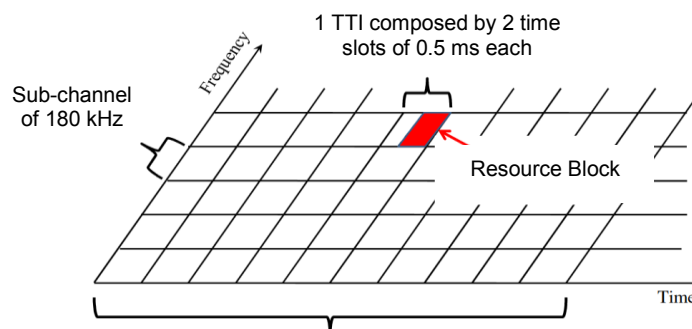 1 TTI composed by 2 time
slots of 0.5 ms each
Frequency
Sub-channel
of 180 kHz
Resource Block
Time